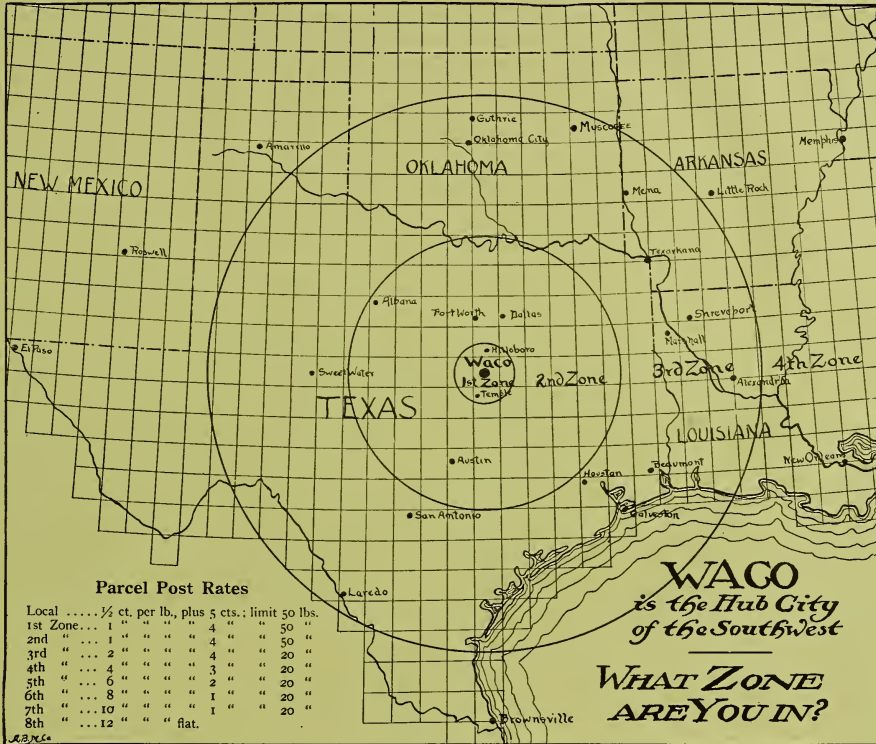 Guthrie
Muscogee
Oklahoma City
Amarillo
OKLAHOMA
ARKANSAS
Memphis
NEW MEXICO
Mena
Little Rock
Roswell
Texarkana
Albana
Fort Worth
Dallas
Shreveport
Marshall
El Paso
Hillsboro
Waco
1st Zone
2nd Zone
3rd Zone
4th Zone
Sweet Water
Temple
Alexandria
TEXAS
LOUISIANA
Austin
Houston
Beaumont
New Orleans
San Antonio
Galveston
Laredo
Brownsville
Parcel Post Rates
Local ..... ½ ct. per lb., plus 5 cts.; limit 50 lbs.
1st Zone... 1 " " " " 4 " " 50 "
2nd " ... 1 " " " " 4 " " 50 "
3rd " ... 2 " " " " 4 " " 20 "
4th " ... 4 " " " " 3 " " 20 "
5th " ... 6 " " " " 2 " " 20 "
6th " ... 8 " " " " 1 " " 20 "
7th " ... 10 " " " " 1 " " 20 "
8th " ... 12 " " " flat.
WACO
is the Hub City
of the Southwest
WHAT ZONE
ARE YOU IN?